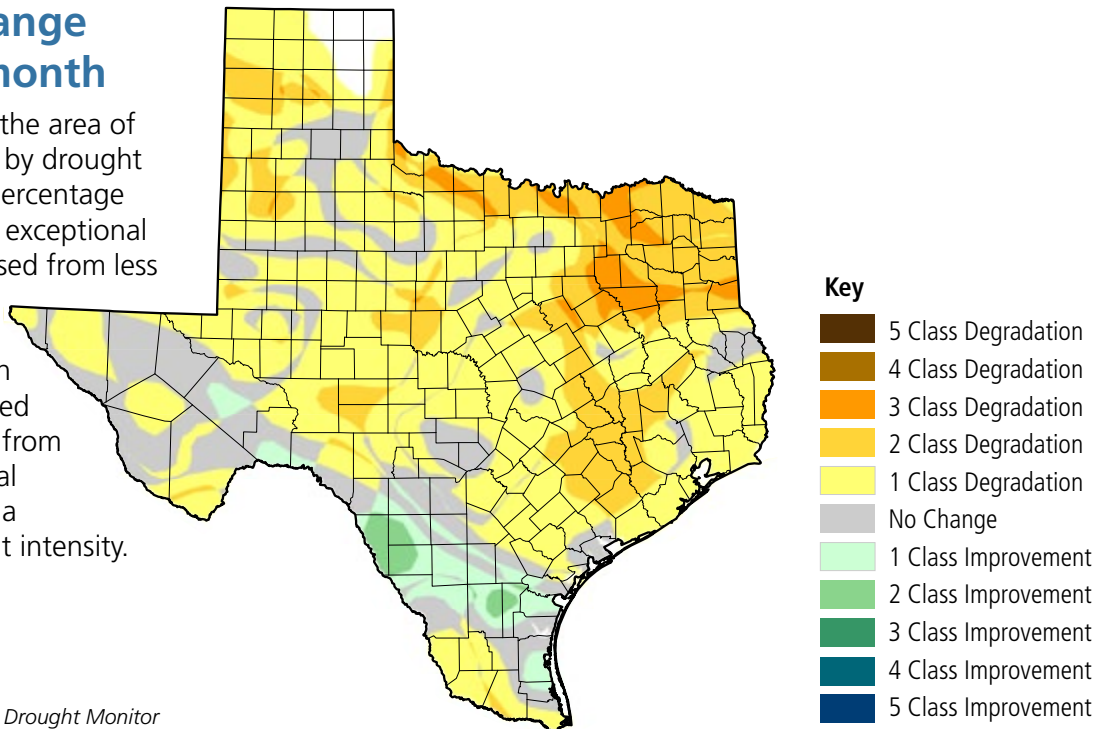 ange
month
the area of
by drought
ercentage
exceptional
sed from less
n
ed
from
al
a
t intensity.
Drought Monitor
Key
5 Class Degradation
4 Class Degradation
3 Class Degradation
2 Class Degradation
1 Class Degradation
No Change
1 Class Improvement
2 Class Improvement
3 Class Improvement
4 Class Improvement
5 Class Improvement